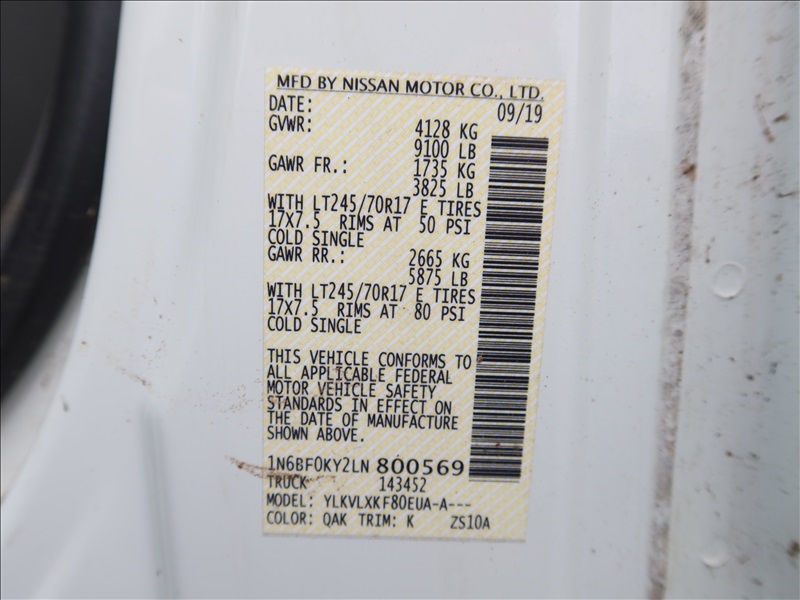 MFD BY NISSAN MOTOR CO., LTD.
DATE: 09/19
GVWR: 4128 KG
9100 LB
GAWR FR.: 1735 KG
3825 LB
WITH LT245/70R17 E TIRES
17X7.5 RIMS AT 50 PSI
COLD SINGLE
GAWR RR.: 2665 KG
5875 LB
WITH LT245/70R17 E TIRES
17X7.5 RIMS AT 80 PSI
COLD SINGLE
THIS VEHICLE CONFORMS TO
ALL APPLICABLE FEDERAL
MOTOR VEHICLE SAFETY
STANDARDS IN EFFECT ON
THE DATE OF MANUFACTURE
SHOWN ABOVE.
1N6BF0KY2LN 800569
TRUCK 143452
MODEL: YLKVLXKF80EUA-A---
COLOR: QAK TRIM: K ZS10A